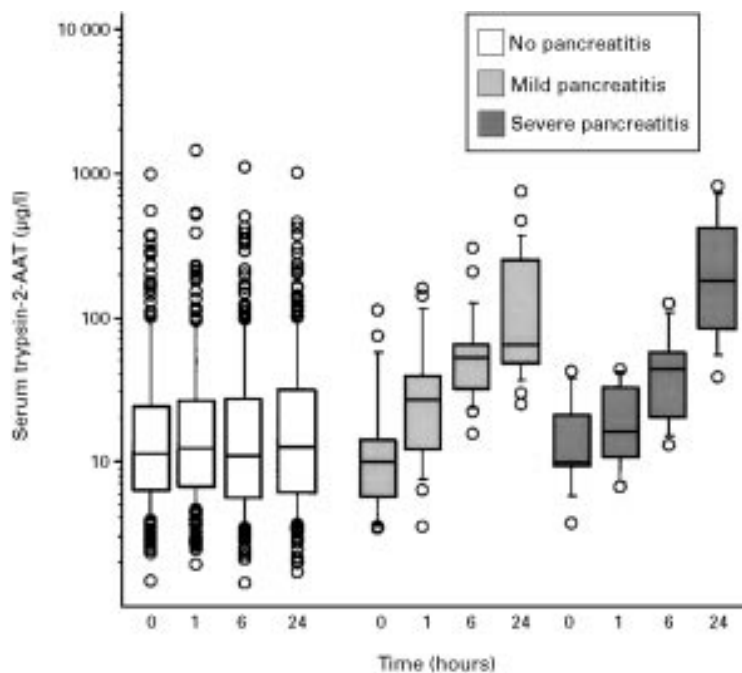 10 000
1000
100
10
Serum trypsin-2-AAT (µg/l)
No pancreatitis
Mild pancreatitis
Severe pancreatitis
0 1 6 24 0 1 6 24 0 1 6 24
Time (hours)